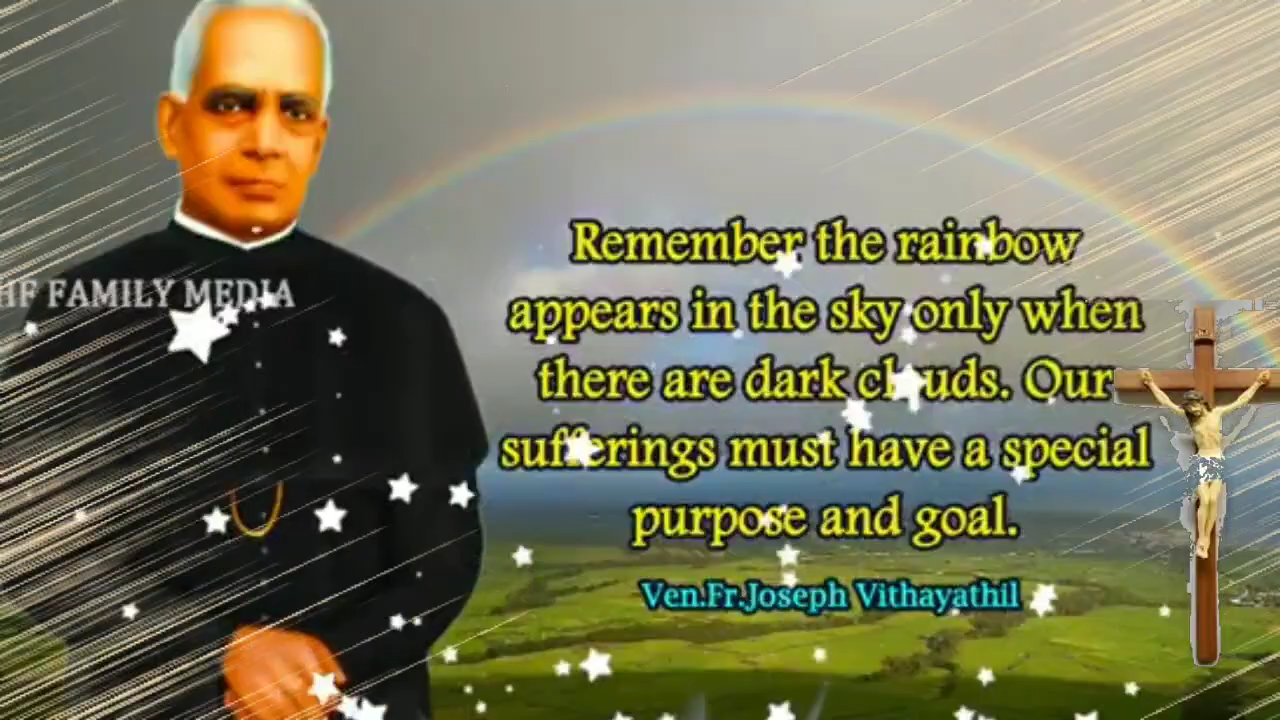 HF FAMILY MEDIA
Remember the rainbow
appears in the sky only when
there are dark clouds. Our
sufferings must have a special
purpose and goal.
Ven.Fr.Joseph Vithayathil